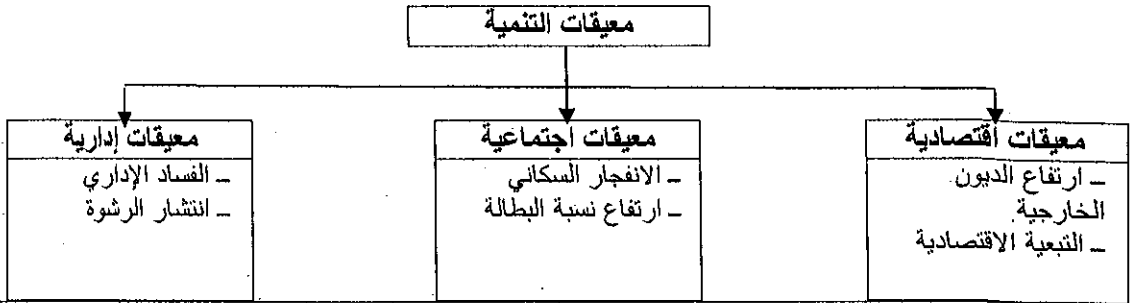 معيقات التنمية
معيقات اقتصادية
ـ ارتفاع الديون
الخارجية
ـ التبعية الاقتصادية
معيقات اجتماعية
ـ الانفجار السكاني
ـ ارتفاع نسبة البطالة
معيقات إدارية
ـ الفساد الإداري
ـ انتشار الرشوة